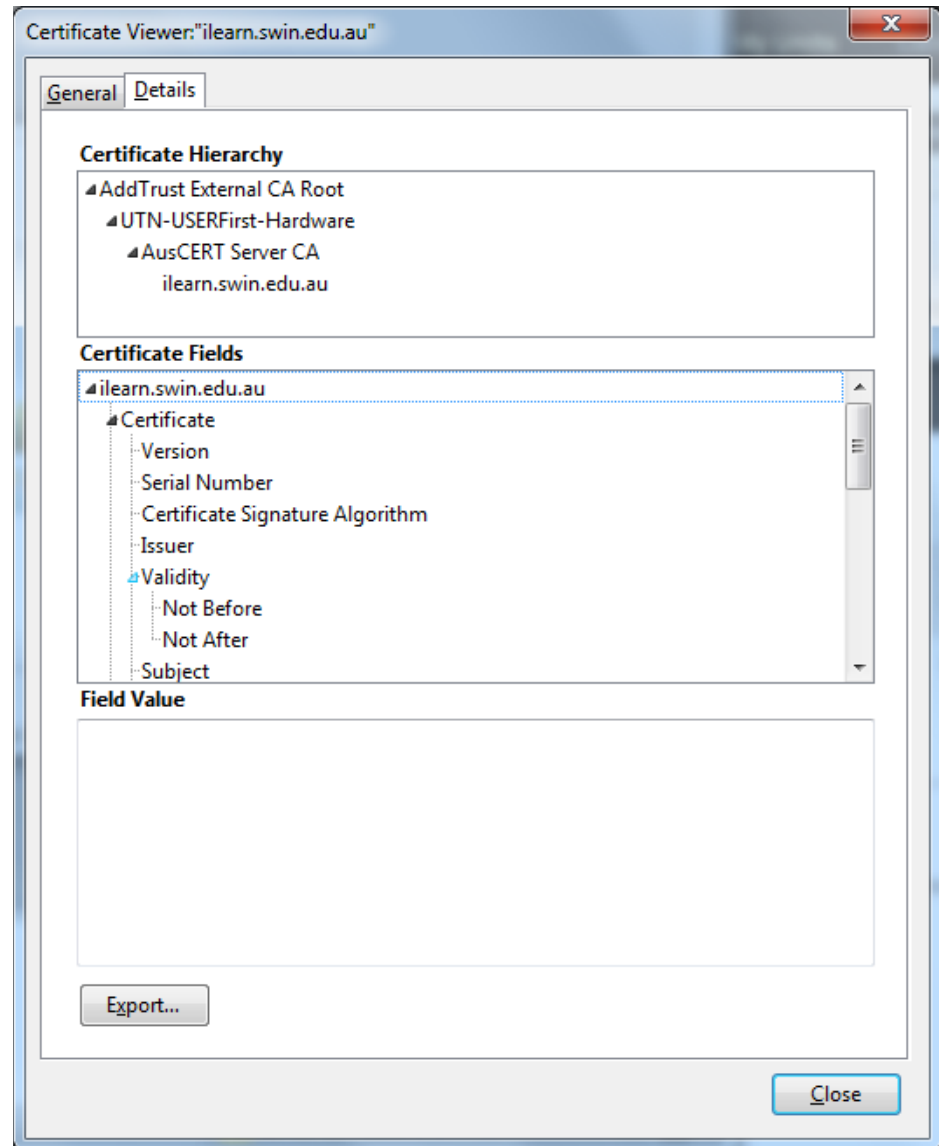 Certificate Viewer:"ilearn.swin.edu.au"
General Details
Certificate Hierarchy
AddTrust External CA Root
UTN-USERFirst-Hardware
AusCERT Server CA
ilearn.swin.edu.au
Certificate Fields
ilearn.swin.edu.au
Certificate
Version
Serial Number
Certificate Signature Algorithm
Issuer
Validity
Not Before
Not After
Subject
Field Value
Export...
Close